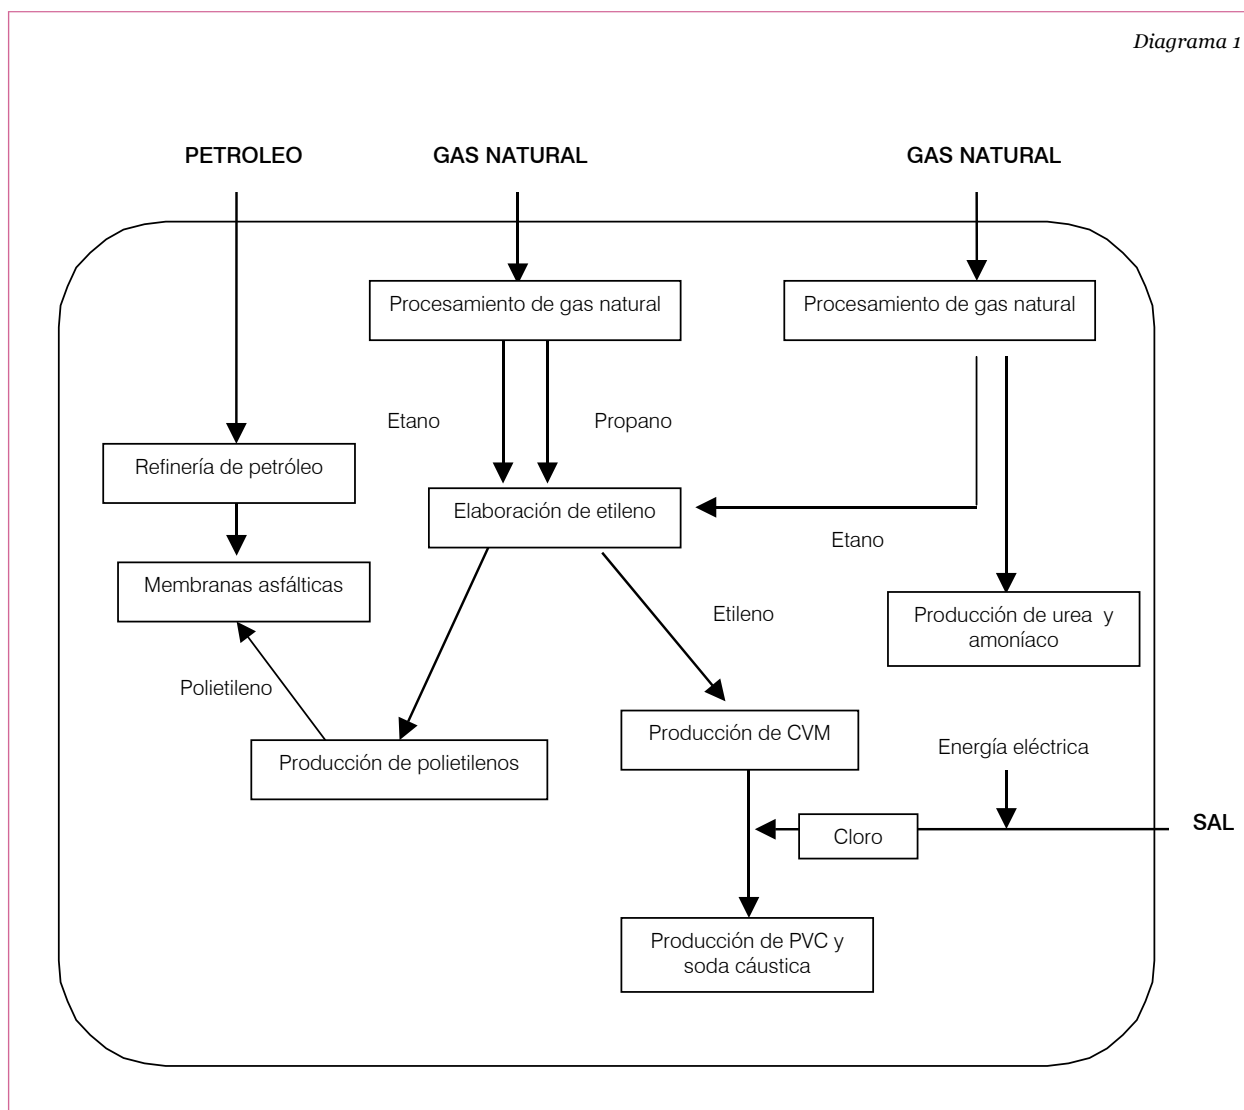 Diagrama 1
PETROLEO
GAS NATURAL
GAS NATURAL
Procesamiento de gas natural
Procesamiento de gas natural
Etano
Propano
Refinería de petróleo
Elaboración de etileno
Etano
Membranas asfálticas
Etileno
Producción de urea y
amoníaco
Polietileno
Producción de CVM
Energía eléctrica
Producción de polietilenos
SAL
Cloro
Producción de PVC y
soda cáustica